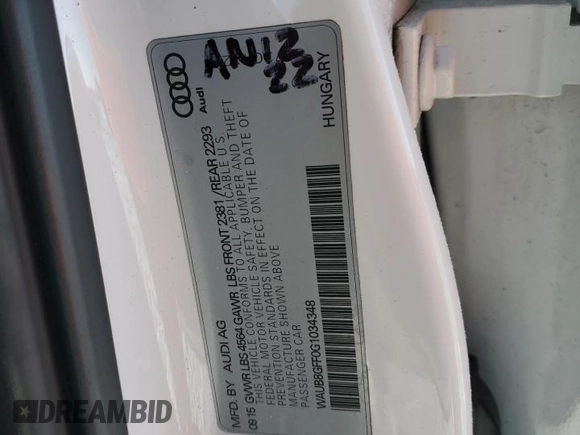 MFD. BY AUDI AG
09.15 GVWR LBS 4564 GAWR LBS FRONT 2381 / REAR 2293
THIS VEHICLE CONFORMS TO ALL APPLICABLE U.S.
FEDERAL MOTOR VEHICLE SAFETY, BUMPER AND THEFT
PREVENTION STANDARDS IN EFFECT ON THE DATE OF
MANUFACTURE SHOWN ABOVE
PASSENGER CAR
WAUB8GFF0G1034348
HUNGARY
Audi
AN12
22
DREAMBID